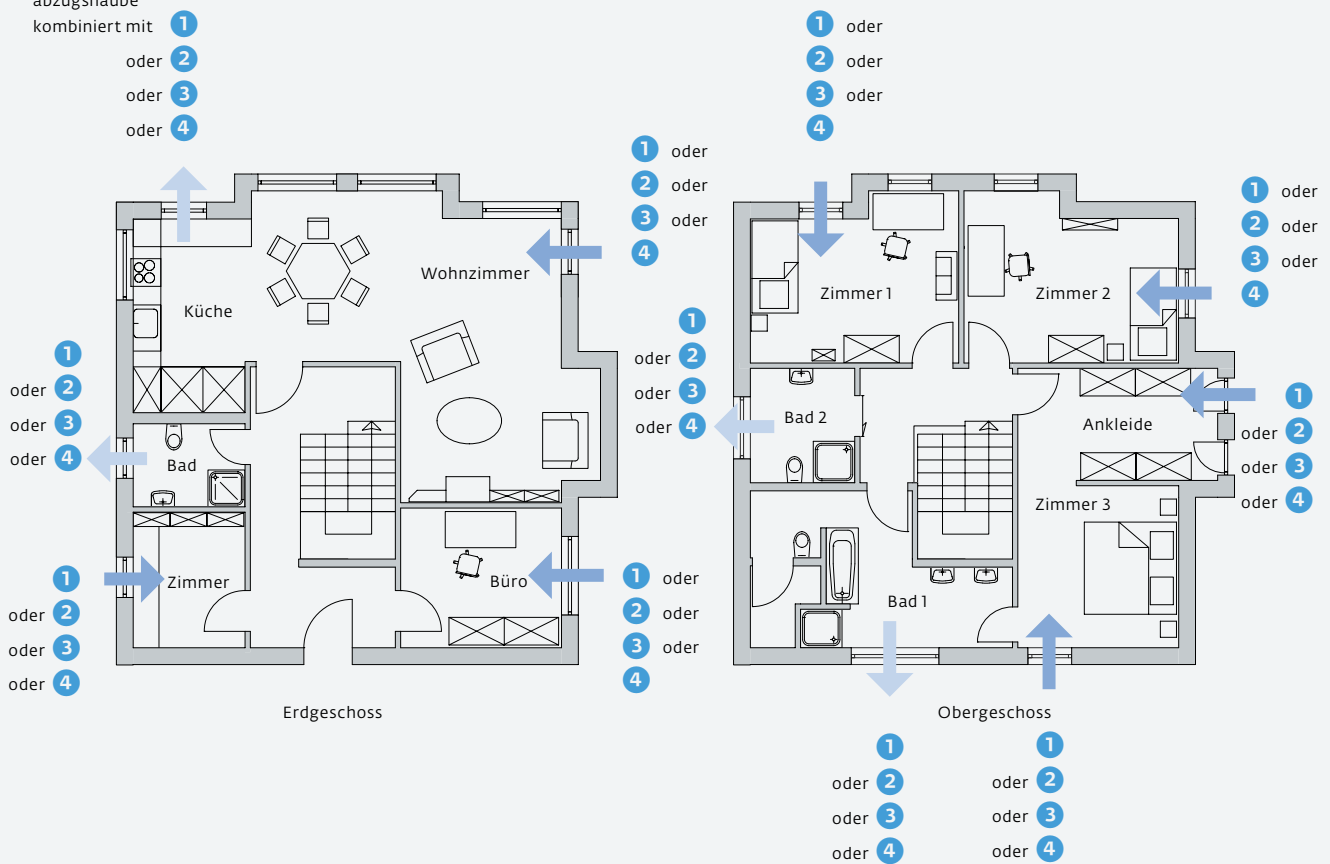 abzugshaube
kombiniert mit 1
oder 2
oder 3
oder 4
1 oder
2 oder
3 oder
4
1 oder
2 oder
3 oder
4
1 oder
2 oder
3 oder
4
Wohnzimmer
Küche
1
oder 2
oder 3
oder 4
Bad
Zimmer
1
oder 2
oder 3
oder 4
Büro
1 oder
2 oder
3 oder
4
Erdgeschoss
Zimmer 1
Zimmer 2
1
oder 2
oder 3
oder 4
Bad 2
Ankleide
1
oder 2
oder 3
oder 4
Zimmer 3
Bad 1
Obergeschoss
1
oder 2
oder 3
oder 4
1
oder 2
oder 3
oder 4